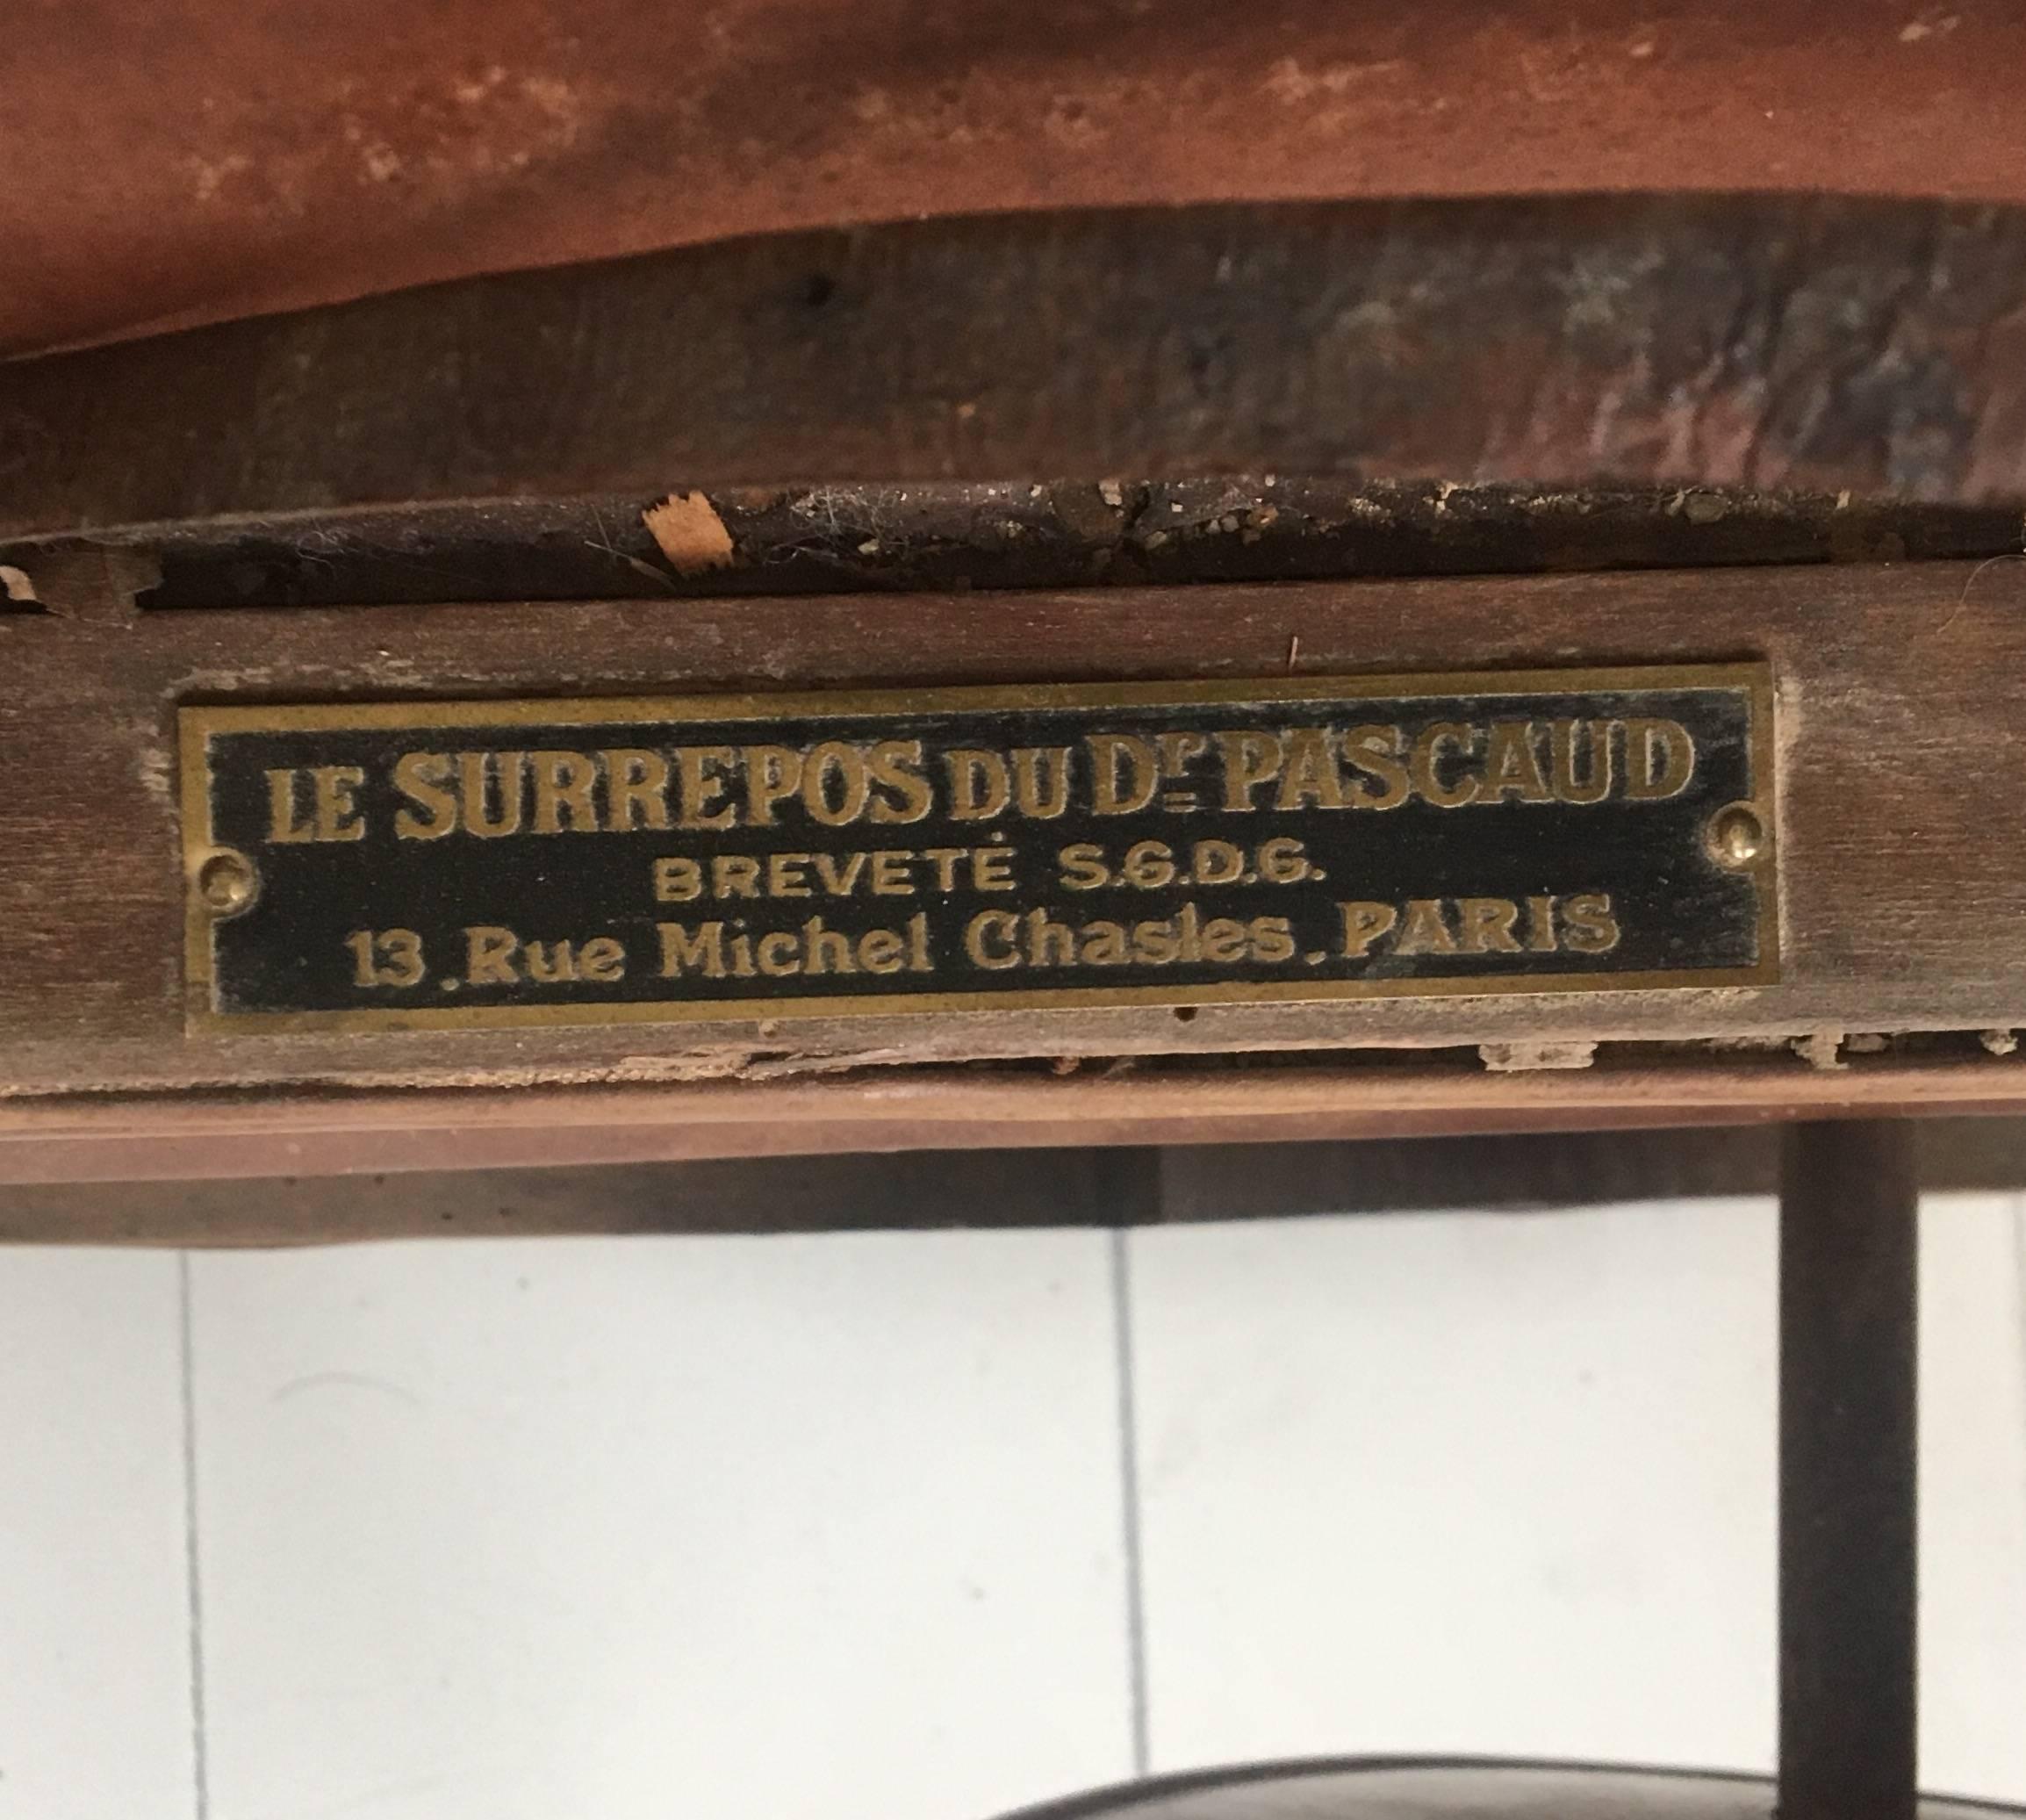 LE SURREPOS DU Dr PASCAUD
BREVETÉ S.G.D.G.
13. Rue Michel Chasles. PARIS